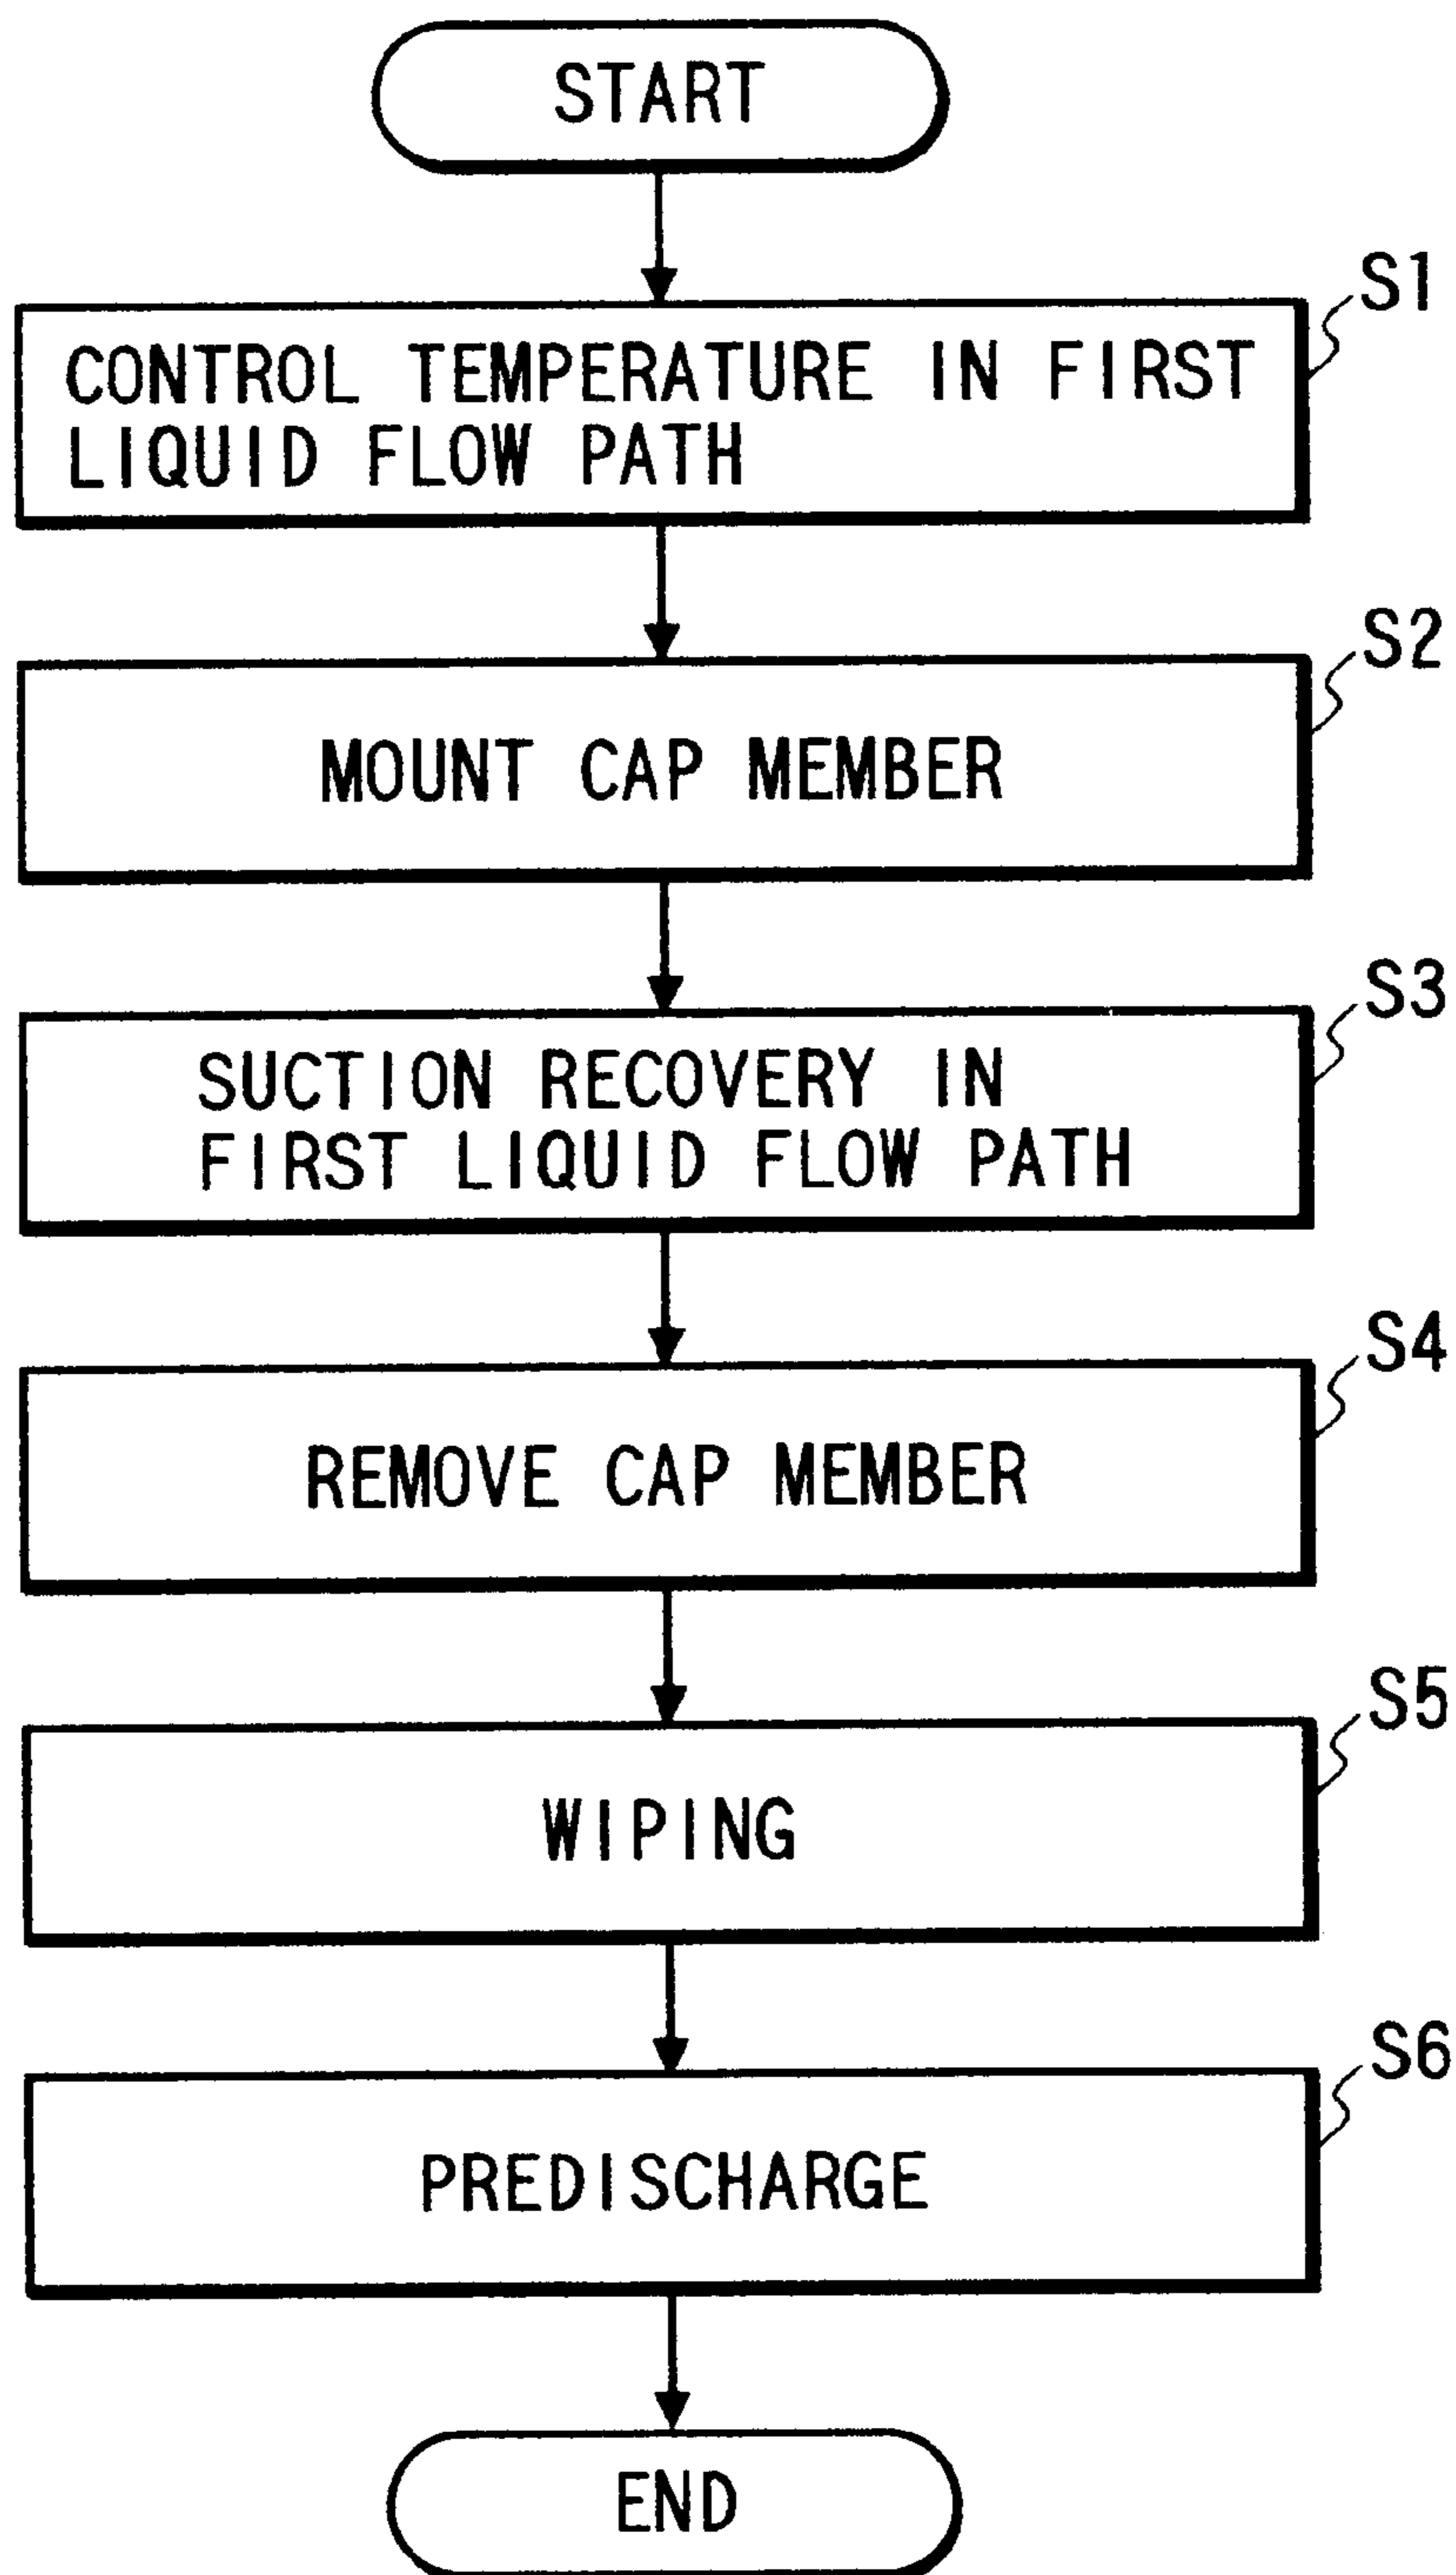 START
S1
CONTROL TEMPERATURE IN FIRST
LIQUID FLOW PATH
S2
MOUNT CAP MEMBER
S3
SUCTION RECOVERY IN
FIRST LIQUID FLOW PATH
S4
REMOVE CAP MEMBER
S5
WIPING
S6
PREDISCHARGE
END